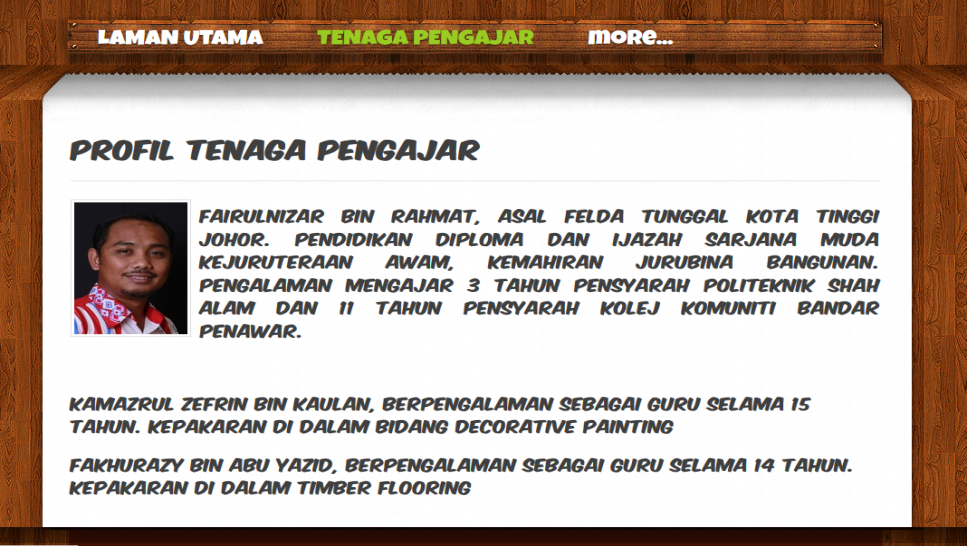 LAMAN UTAMA TENAGA PENGAJAR more...
PROFIL TENAGA PENGAJAR
FAIRULNIZAR BIN RAHMAT, ASAL FELDA TUNGGAL KOTA TINGGI
JOHOR. PENDIDIKAN DIPLOMA DAN IJAZAH SARJANA MUDA
KEJURUTERAAN AWAM, KEMAHIRAN JURUBINA BANGUNAN.
PENGALAMAN MENGAJAR 3 TAHUN PENSYARAH POLITEKNIK SHAH
ALAM DAN 11 TAHUN PENSYARAH KOLEJ KOMUNITI BANDAR
PENAWAR.
KAMAZRUL ZEFRIN BIN KAULAN, BERPENGALAMAN SEBAGAI GURU SELAMA 15
TAHUN. KEPAKARAN DI DALAM BIDANG DECORATIVE PAINTING
FAKHURAZY BIN ABU YAZID, BERPENGALAMAN SEBAGAI GURU SELAMA 14 TAHUN.
KEPAKARAN DI DALAM TIMBER FLOORING